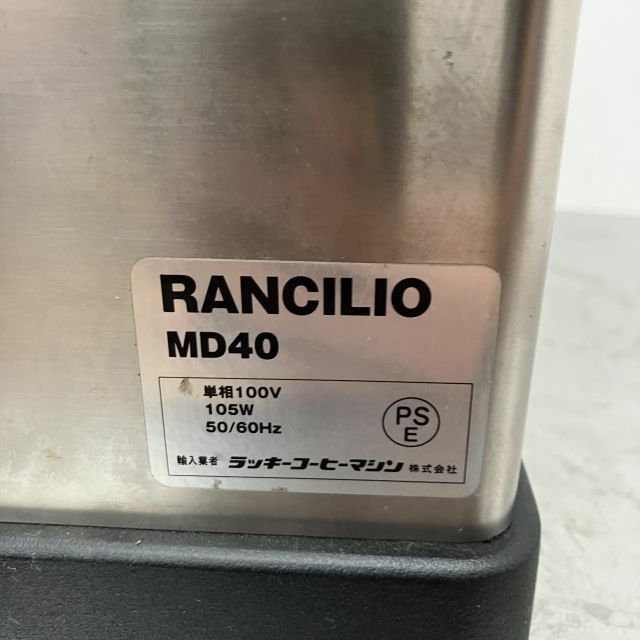 RANCILIO
MD40
単相100V
105W
50/60Hz
PS
E
輸入業者 ラッキーコーヒーマシン 株式会社